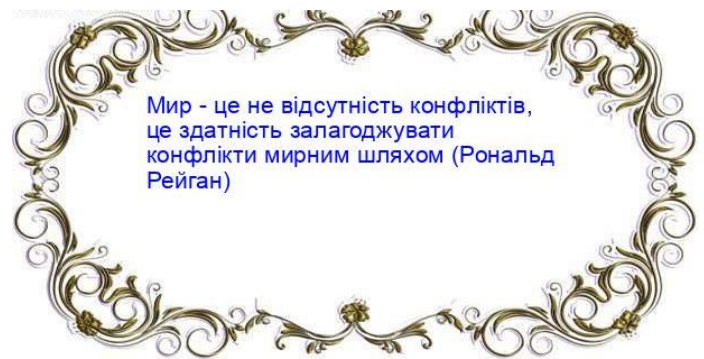 Мир - це не відсутність конфліктів,
це здатність залагоджувати
конфлікти мирним шляхом (Рональд
Рейган)